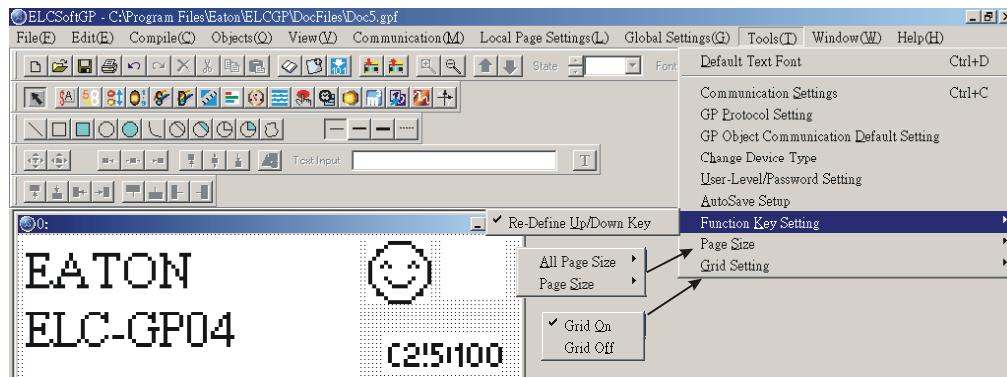 ELCSoftGP - C:\Program Files\Eaton\ELCGP\DocFiles\Doc5.gpf
File(F) Edit(E) Compile(C) Objects(O) View(V) Communication(M) Local Page Settings(L) Global Settings(G) Tools(T) Window(W) Help(H)
State Font
Default Text Font Ctrl+D
Communication Settings Ctrl+C
GP Protocol Setting
GP Object Communication Default Setting
Change Device Type
User-Level/Password Setting
AutoSave Setup
Function Key Setting
Page Size
Grid Setting
Text Input T
0:
Re-Define Up/Down Key
All Page Size
Page Size
Grid On
Grid Off
EATON
ELC-GP04